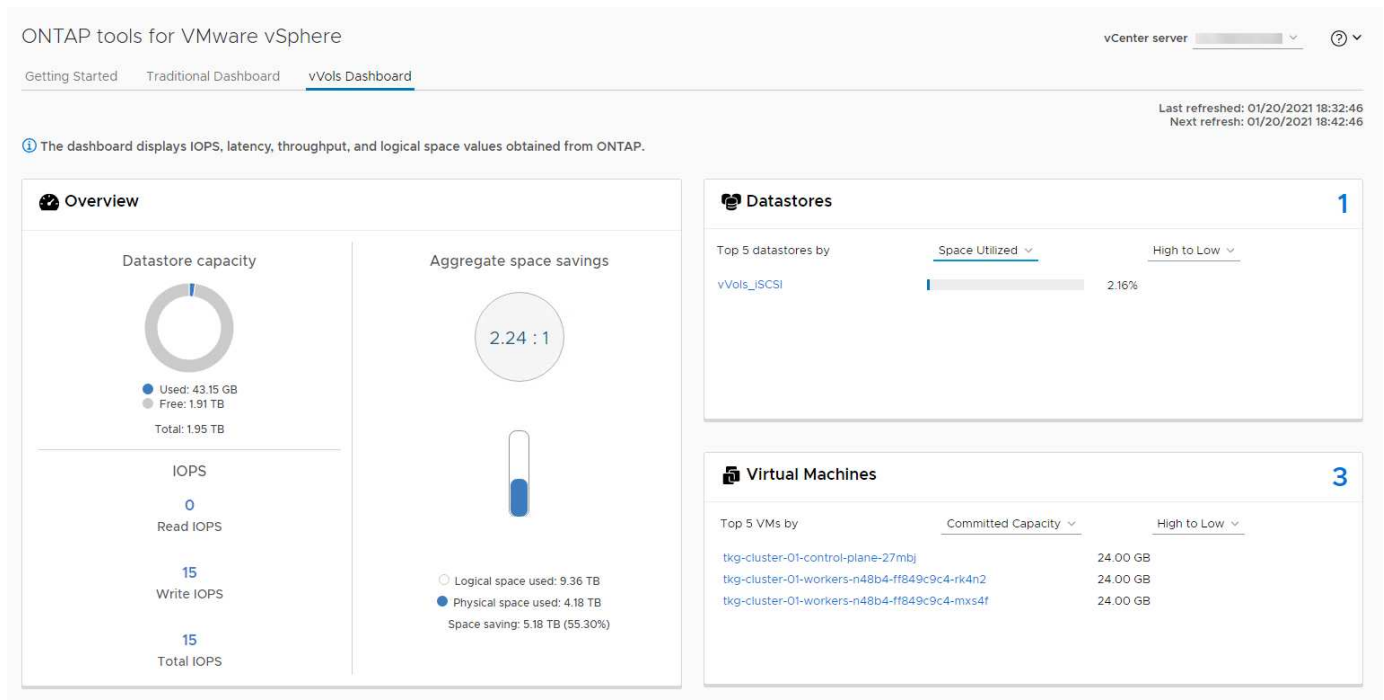 ONTAP tools for VMware vSphere
vCenter server
Getting Started Traditional Dashboard vVols Dashboard
Last refreshed: 01/20/2021 18:32:46
Next refresh: 01/20/2021 18:42:46
The dashboard displays IOPS, latency, throughput, and logical space values obtained from ONTAP.
Overview
Datastore capacity
Used: 43.15 GB
Free: 1.91 TB
Total: 1.95 TB
IOPS
0
Read IOPS
15
Write IOPS
15
Total IOPS
Aggregate space savings
2.24 : 1
Logical space used: 9.36 TB
Physical space used: 4.18 TB
Space saving: 5.18 TB (55.30%)
Datastores 1
Top 5 datastores by Space Utilized High to Low
vVols_iSCSI 2.16%
Virtual Machines 3
Top 5 VMs by Committed Capacity High to Low
tkg-cluster-01-control-plane-27mbj 24.00 GB
tkg-cluster-01-workers-n48b4-ff849c9c4-rk4n2 24.00 GB
tkg-cluster-01-workers-n48b4-ff849c9c4-mxs4f 24.00 GB